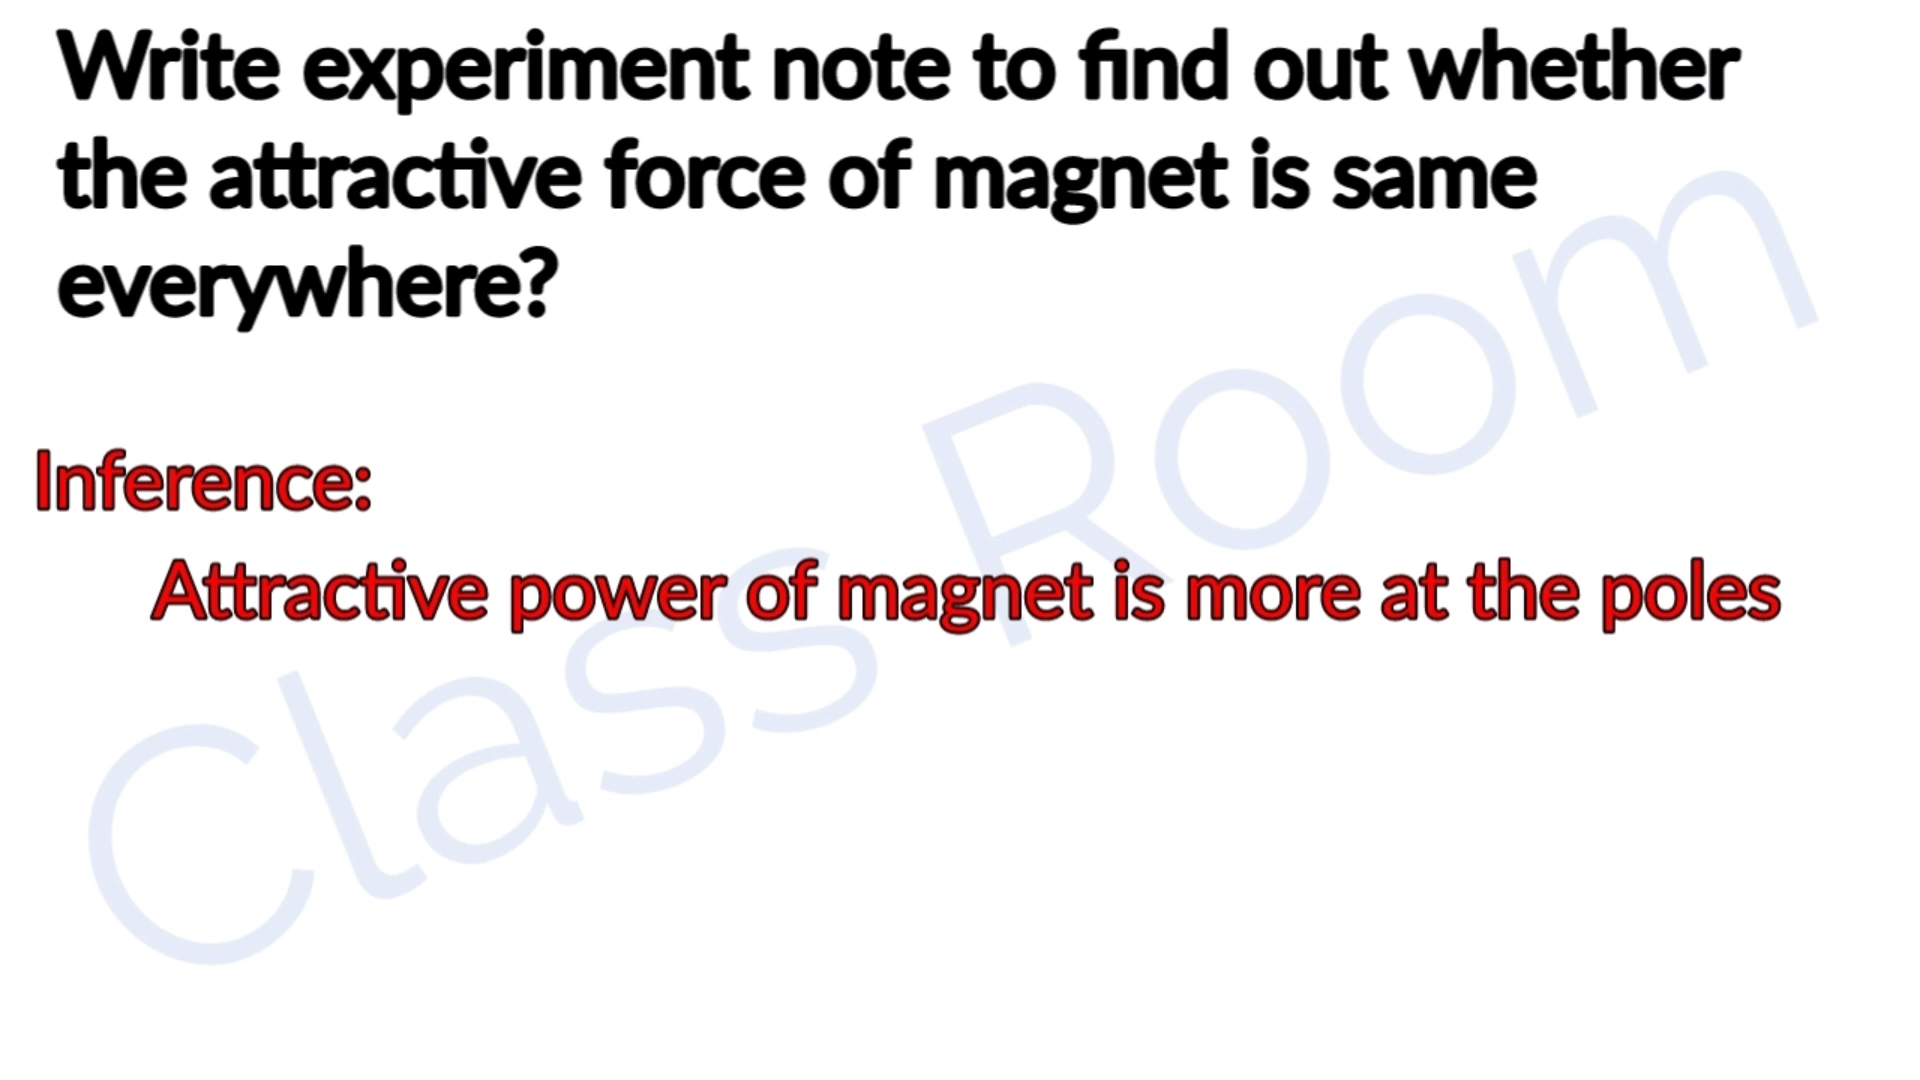 Write experiment note to find out whether
the attractive force of magnet is same
everywhere?
Inference:
Attractive power of magnet is more at the poles
Class Room